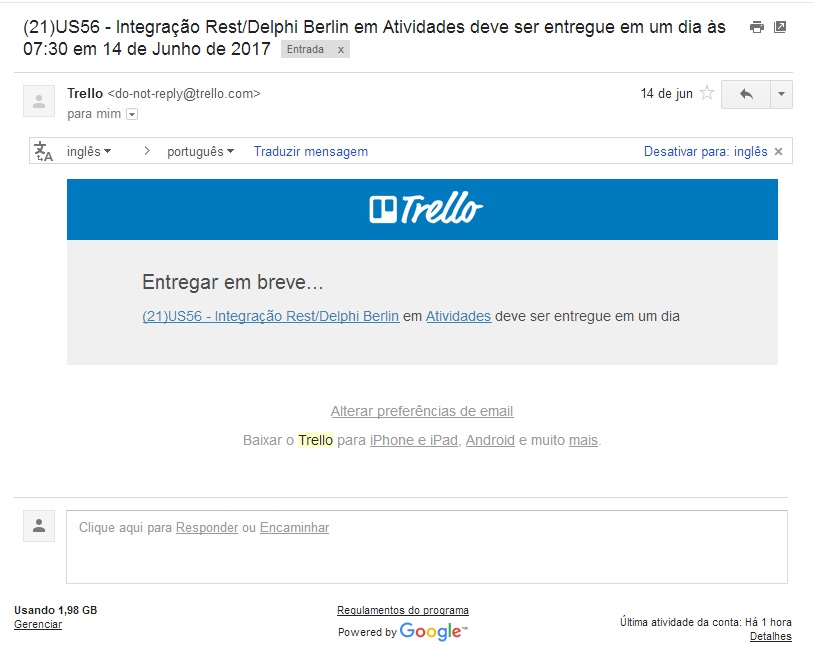 (21)US56 - Integração Rest/Delphi Berlin em Atividades deve ser entregue em um dia às
07:30 em 14 de Junho de 2017 Entrada x
Trello <do-not-reply@trello.com> 14 de jun
para mim
inglês > português Traduzir mensagem Desativar para: inglês ×
Trello
Entregar em breve...
(21)US56 - Integração Rest/Delphi Berlin em Atividades deve ser entregue em um dia
Alterar preferências de email
Baixar o Trello para iPhone e iPad, Android e muito mais.
Clique aqui para Responder ou Encaminhar
Usando 1,98 GB
Gerenciar
Regulamentos do programa
Powered by Google™
Última atividade da conta: Há 1 hora
Detalhes